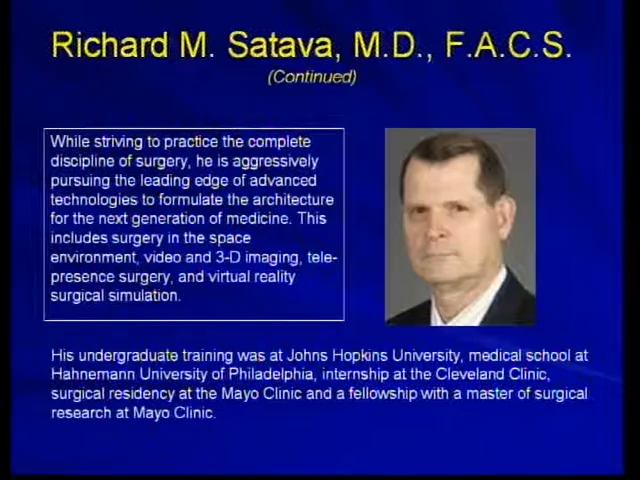 Richard M. Satava, M.D., F.A.C.S.
(Continued)
While striving to practice the complete
discipline of surgery, he is aggressively
pursuing the leading edge of advanced
technologies to formulate the architecture
for the next generation of medicine. This
includes surgery in the space
environment, video and 3-D imaging, tele-
presence surgery, and virtual reality
surgical simulation.
His undergraduate training was at Johns Hopkins University, medical school at
Hahnemann University of Philadelphia, internship at the Cleveland Clinic,
surgical residency at the Mayo Clinic and a fellowship with a master of surgical
research at Mayo Clinic.